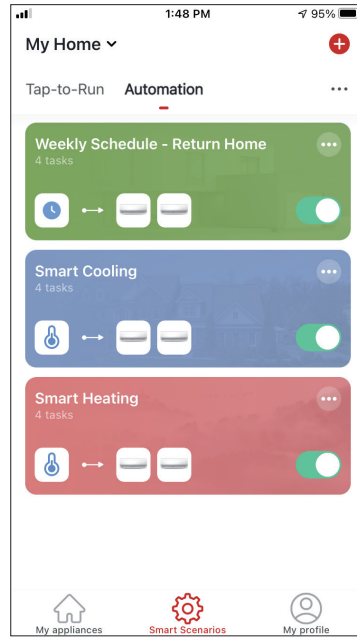 1:48 PM
95%
My Home
Tap-to-Run
Automation
Weekly Schedule - Return Home
4 tasks
Smart Cooling
4 tasks
Smart Heating
4 tasks
My appliances
Smart Scenarios
My profile